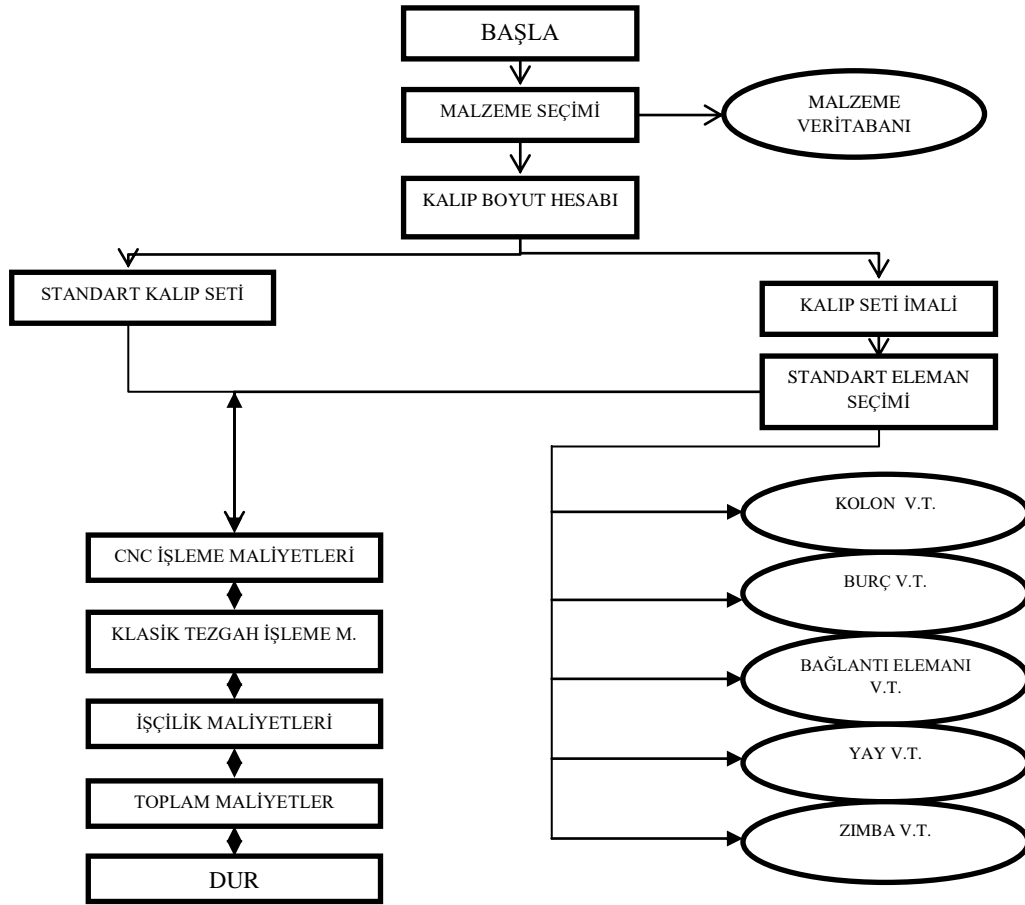 BAŞLA
MALZEME SEÇİMİ
MALZEME
VERİTABANI
KALIP BOYUT HESABI
STANDART KALIP SETİ
KALIP SETİ İMALİ
STANDART ELEMAN
SEÇİMİ
KOLON V.T.
BURÇ V.T.
BAĞLANTI ELEMANI
V.T.
YAY V.T.
ZIMBA V.T.
CNC İŞLEME MALİYETLERİ
KLASİK TEZGAH İŞLEME M.
İŞÇİLİK MALİYETLERİ
TOPLAM MALİYETLER
DUR